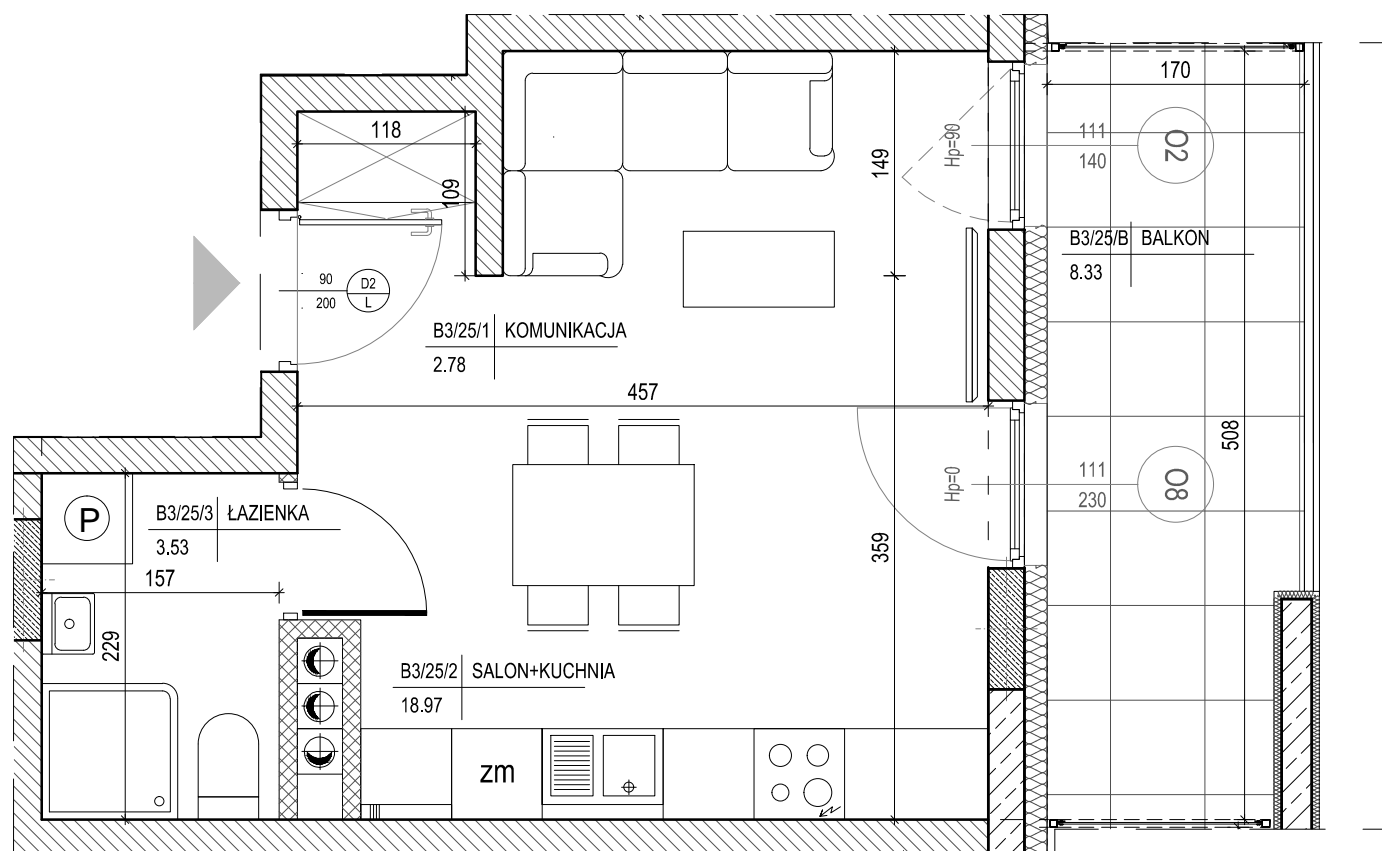 170
118
109
149
Hp=90
111
140
O2
B3/25/B BALKON
8.33
90
200
D2
L
B3/25/1 KOMUNIKACJA
2.78
457
508
Hp=0
111
230
O8
P
B3/25/3 ŁAZIENKA
3.53
157
229
359
B3/25/2 SALON+KUCHNIA
18.97
zm